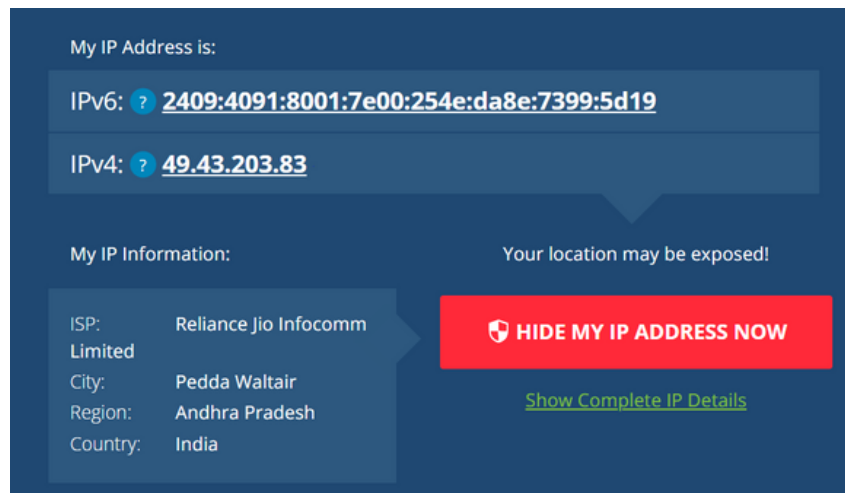 My IP Address is:
IPv6: ? 2409:4091:8001:7e00:254e:da8e:7399:5d19
IPv4: ? 49.43.203.83
My IP Information:
Your location may be exposed!
ISP: Reliance Jio Infocomm
Limited
City: Pedda Waltair
Region: Andhra Pradesh
Country: India
HIDE MY IP ADDRESS NOW
Show Complete IP Details